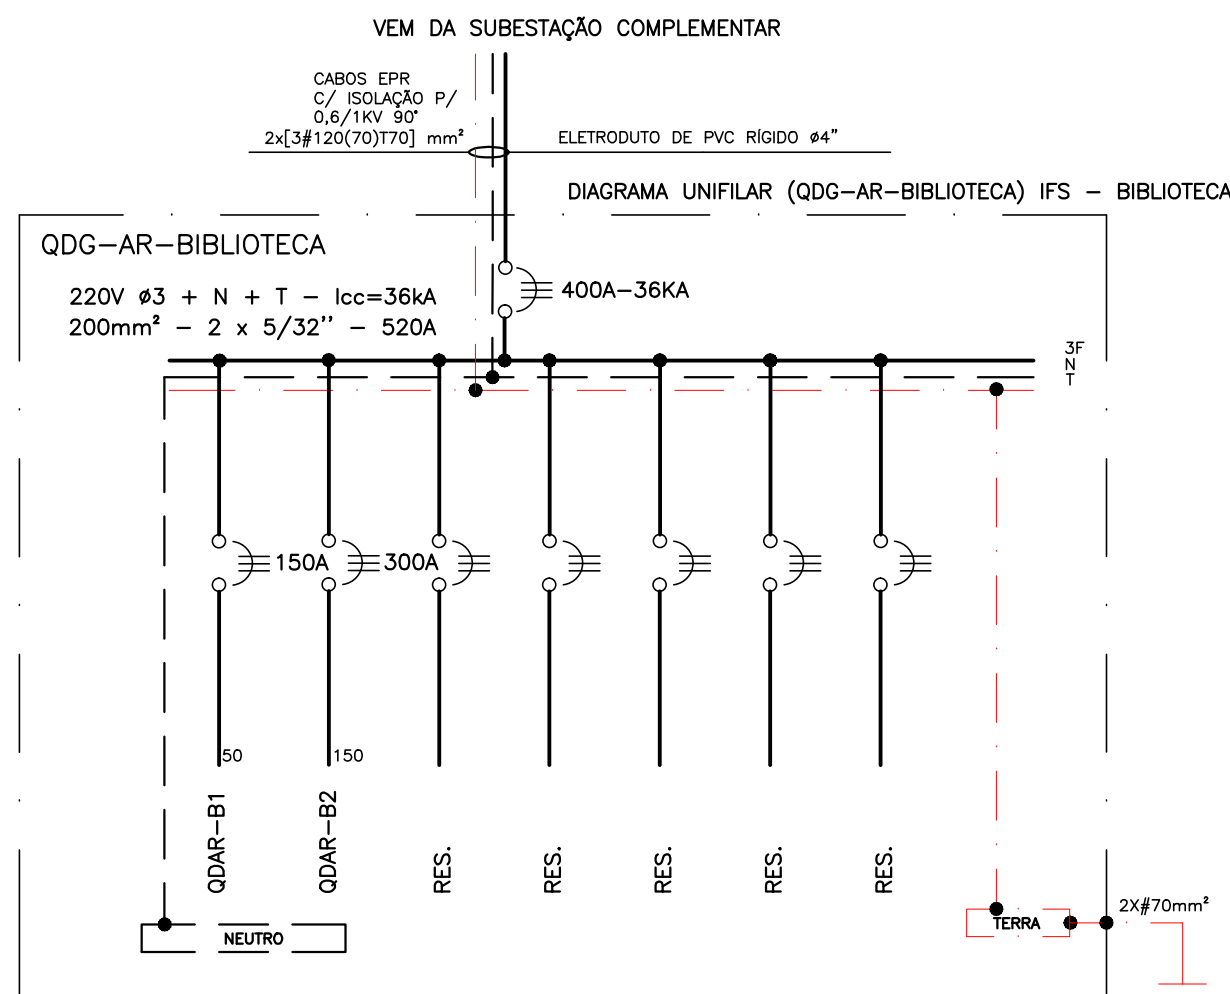 VEM DA SUBESTAÇÃO COMPLEMENTAR
CABOS EPR
C/ ISOLAÇÃO P/
0,6/1KV 90°
2x[3#120(70)T70] mm²
ELETRODUTO DE PVC RÍGIDO ø4”
DIAGRAMA UNIFILAR (QDG-AR-BIBLIOTECA) IFS - BIBLIOTECA
QDG-AR-BIBLIOTECA
220V ø3 + N + T - Icc=36kA
200mm² - 2 x 5/32'' - 520A
400A-36KA
3F
N
T
150A
300A
50
150
QDAR-B1
QDAR-B2
RES.
RES.
RES.
RES.
RES.
NEUTRO
TERRA
2X#70mm²